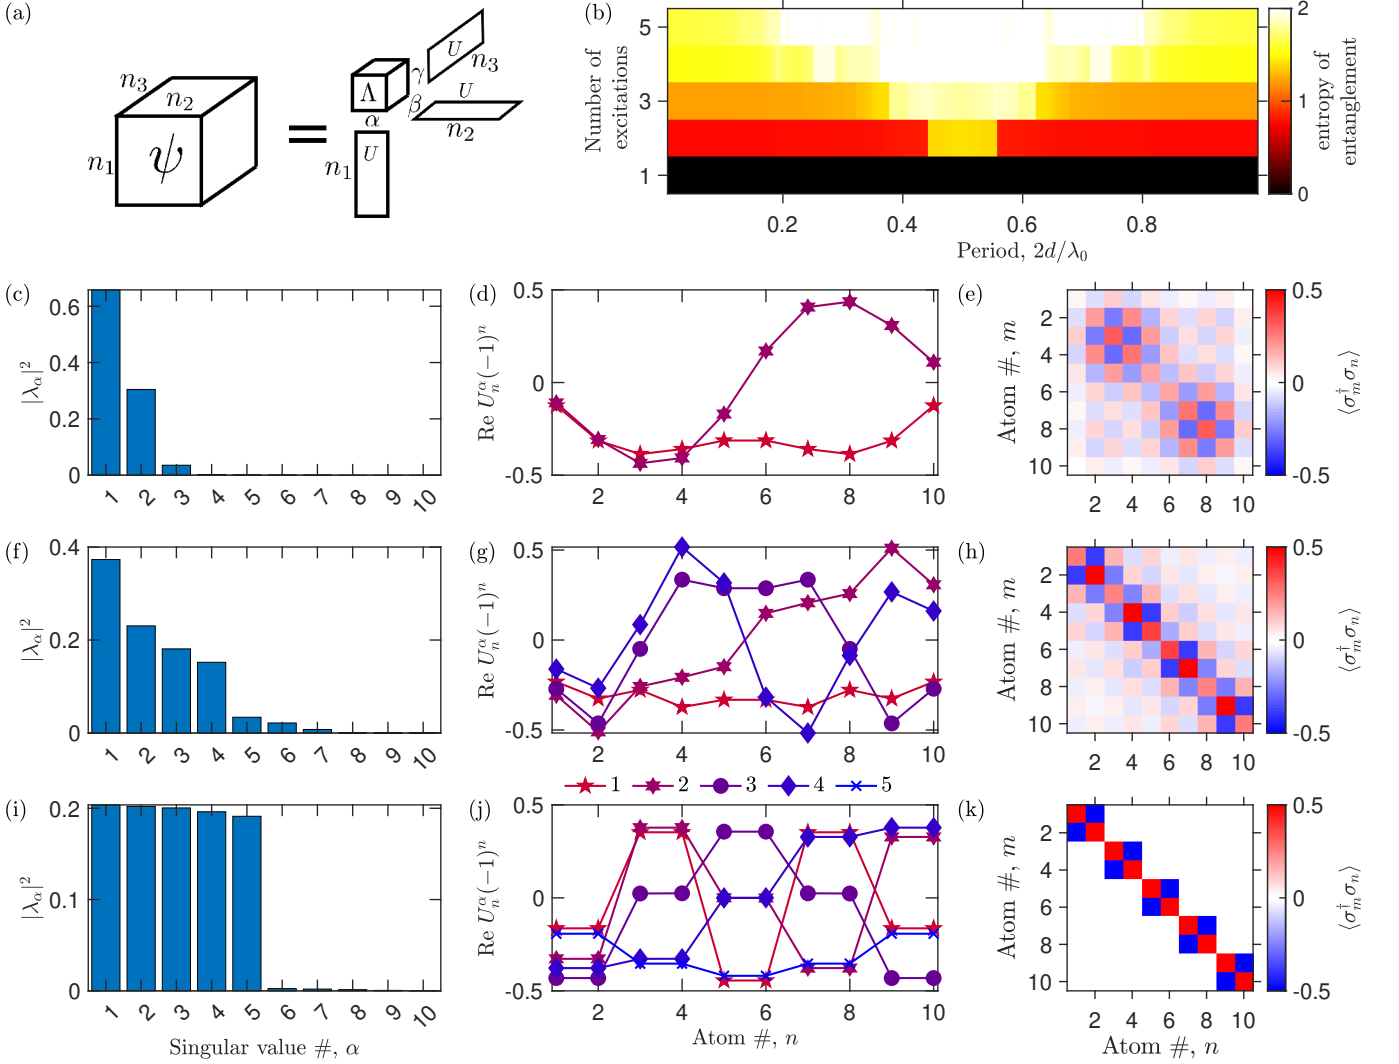 (a)
n₃
n₂
n₁
ψ
=
Λ
γ
U
n₃
β
U
n₂
α
n₁
U
(b)
Number of
excitations
5
3
1
0.2 0.4 0.6 0.8
Period, 2d/λ₀
2
1
0
entropy of
entanglement
(c)
|λα|²
0.6
0.4
0.2
0
1 2 3 4 5 6 7 8 9 10
(d)
Re Uₙ^α(−1)ⁿ
0.5
0
-0.5
2 4 6 8 10
(e)
Atom #, m
2
4
6
8
10
2 4 6 8 10
0.5
0
-0.5
⟨σ†ₘσₙ⟩
(f)
|λα|²
0.4
0.2
0
1 2 3 4 5 6 7 8 9 10
(g)
Re Uₙ^α(−1)ⁿ
0.5
0
-0.5
2 4 6 8 10
1 2 3 4 5
(h)
Atom #, m
2
4
6
8
10
2 4 6 8 10
0.5
0
-0.5
⟨σ†ₘσₙ⟩
(i)
|λα|²
0.2
0.1
0
1 2 3 4 5 6 7 8 9 10
Singular value #, α
(j)
Re Uₙ^α(−1)ⁿ
0.5
0
-0.5
2 4 6 8 10
Atom #, n
(k)
Atom #, m
2
4
6
8
10
2 4 6 8 10
Atom #, n
0.5
0
-0.5
⟨σ†ₘσₙ⟩